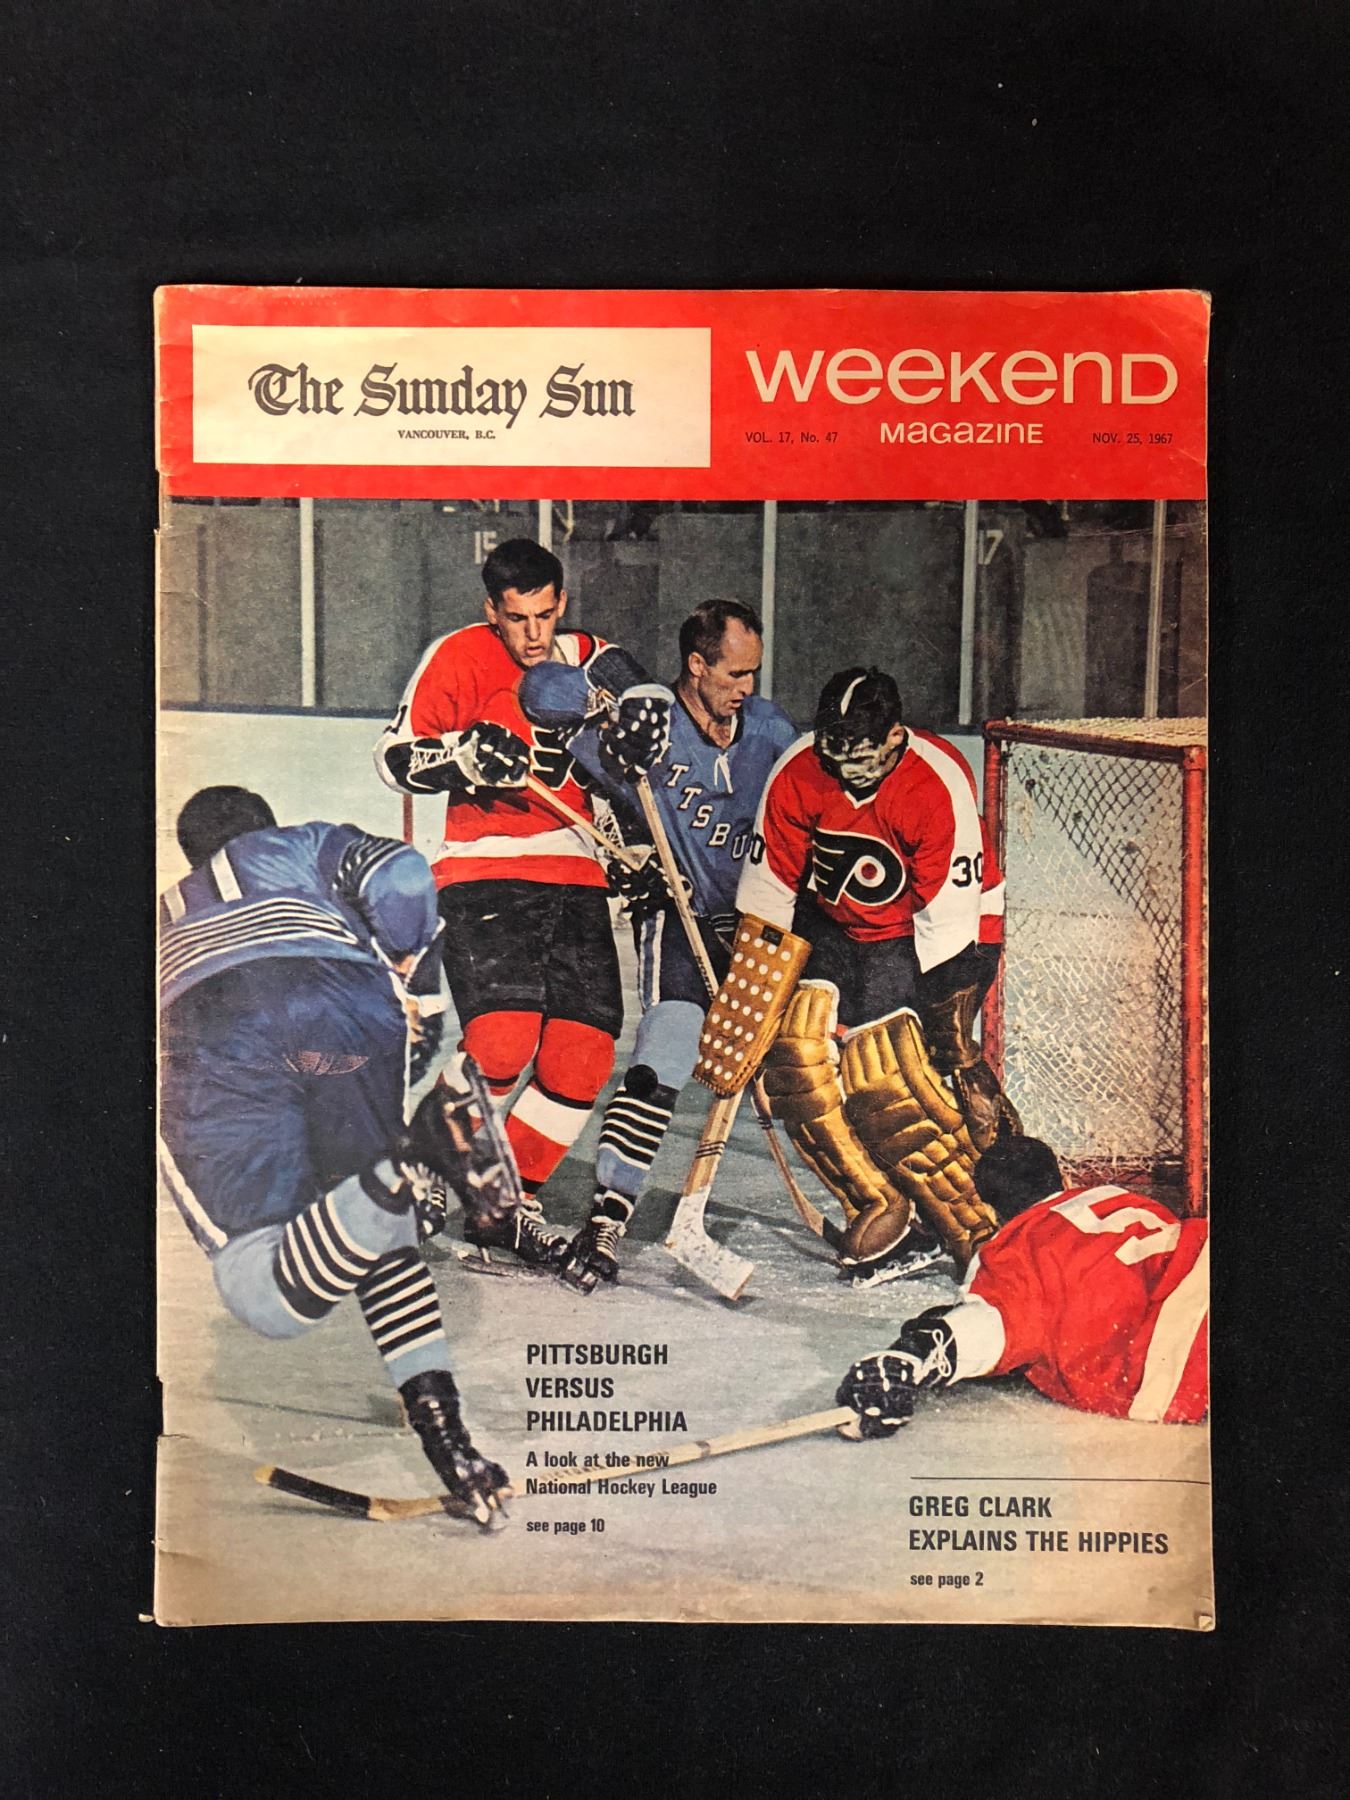 The Sunday Sun
VANCOUVER, B.C.
weekend
MAGAZINE
VOL. 17, No. 47
NOV. 25, 1967
15
17
30
5
PITTSBURGH
VERSUS
PHILADELPHIA
A look at the new
National Hockey League
see page 10
GREG CLARK
EXPLAINS THE HIPPIES
see page 2